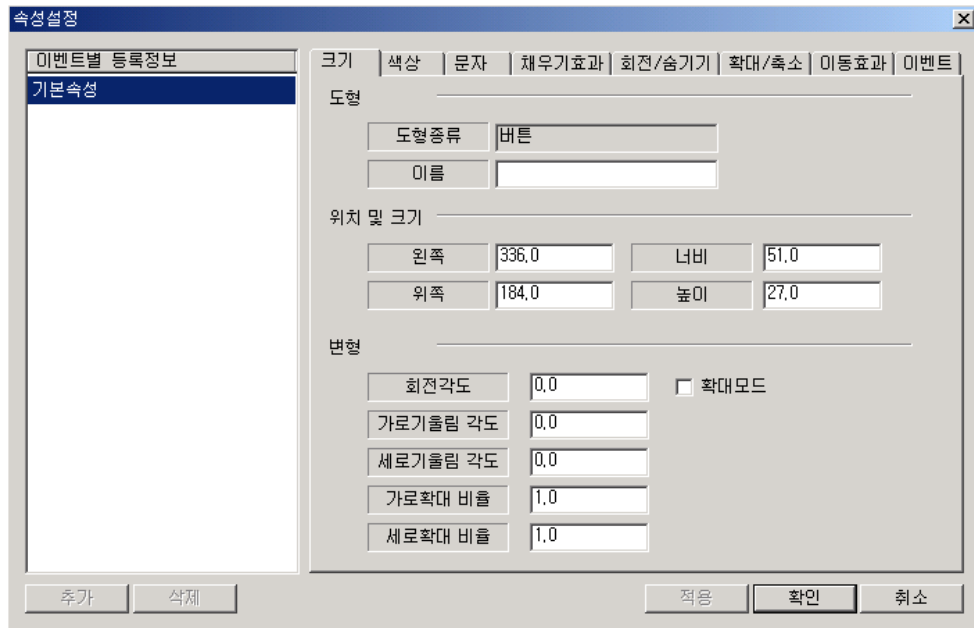 속성설정
이벤트별 등록정보
기본속성
크기 색상 문자 채우기효과 회전/숨기기 확대/축소 이동효과 이벤트
도형
도형종류 버튼
이름
위치 및 크기
왼쪽 336,0 너비 51,0
위쪽 184,0 높이 27,0
변형
회전각도 0,0 확대모드
가로기울림 각도 0,0
세로기울림 각도 0,0
가로확대 비율 1,0
세로확대 비율 1,0
추가 삭제 적용 확인 취소